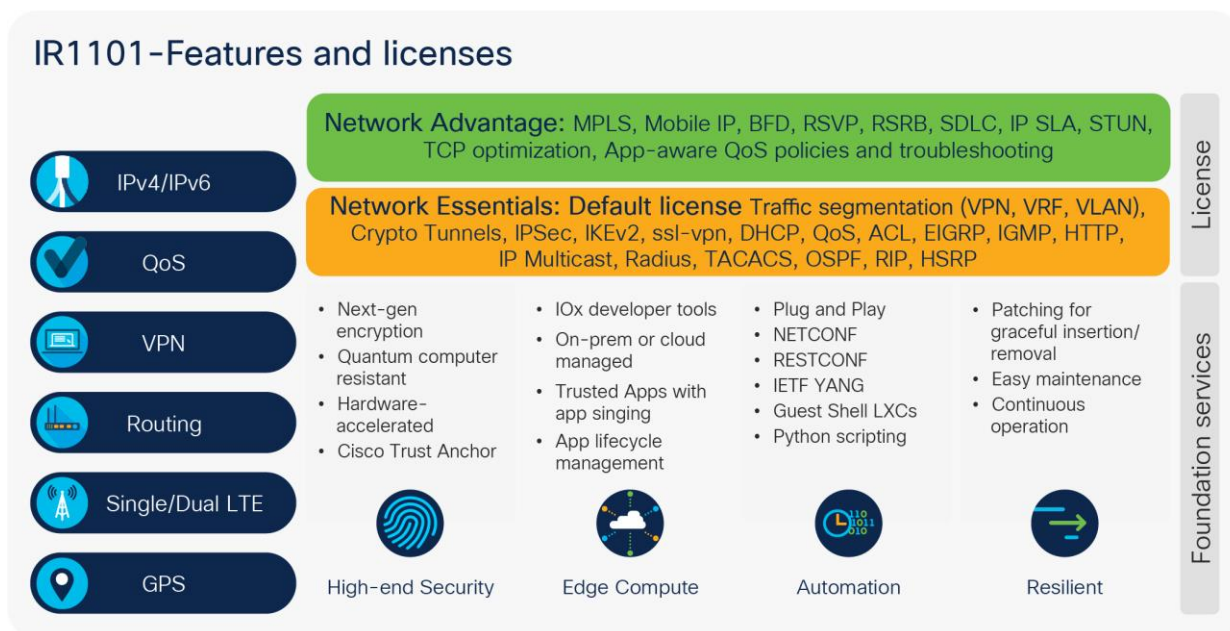 IR1101-Features and licenses
IPv4/IPv6
QoS
VPN
Routing
Single/Dual LTE
GPS
Network Advantage: MPLS, Mobile IP, BFD, RSVP, RSRB, SDLC, IP SLA, STUN,
TCP optimization, App-aware QoS policies and troubleshooting
Network Essentials: Default license Traffic segmentation (VPN, VRF, VLAN),
Crypto Tunnels, IPSec, IKEv2, ssl-vpn, DHCP, QoS, ACL, EIGRP, IGMP, HTTP,
IP Multicast, Radius, TACACS, OSPF, RIP, HSRP
License
• Next-gen
encryption
• Quantum computer
resistant
• Hardware-
accelerated
• Cisco Trust Anchor
High-end Security
• IOx developer tools
• On-prem or cloud
managed
• Trusted Apps with
app singing
• App lifecycle
management
Edge Compute
• Plug and Play
• NETCONF
• RESTCONF
• IETF YANG
• Guest Shell LXCs
• Python scripting
110
1011
010
Automation
• Patching for
graceful insertion/
removal
• Easy maintenance
• Continuous
operation
Resilient
Foundation services